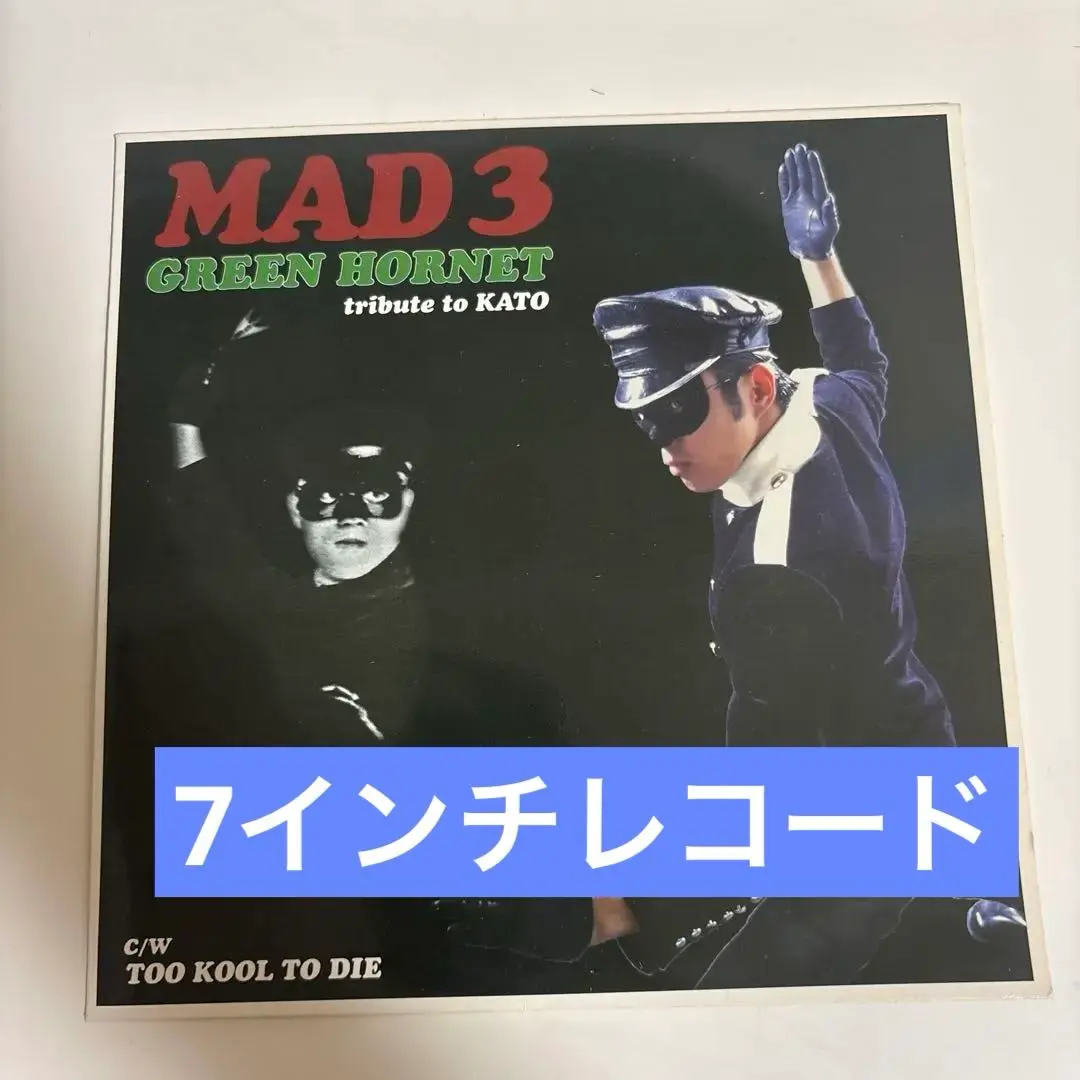 MAD 3
GREEN HORNET
tribute to KATO
7インチレコード
C/W
TOO KOOL TO DIE